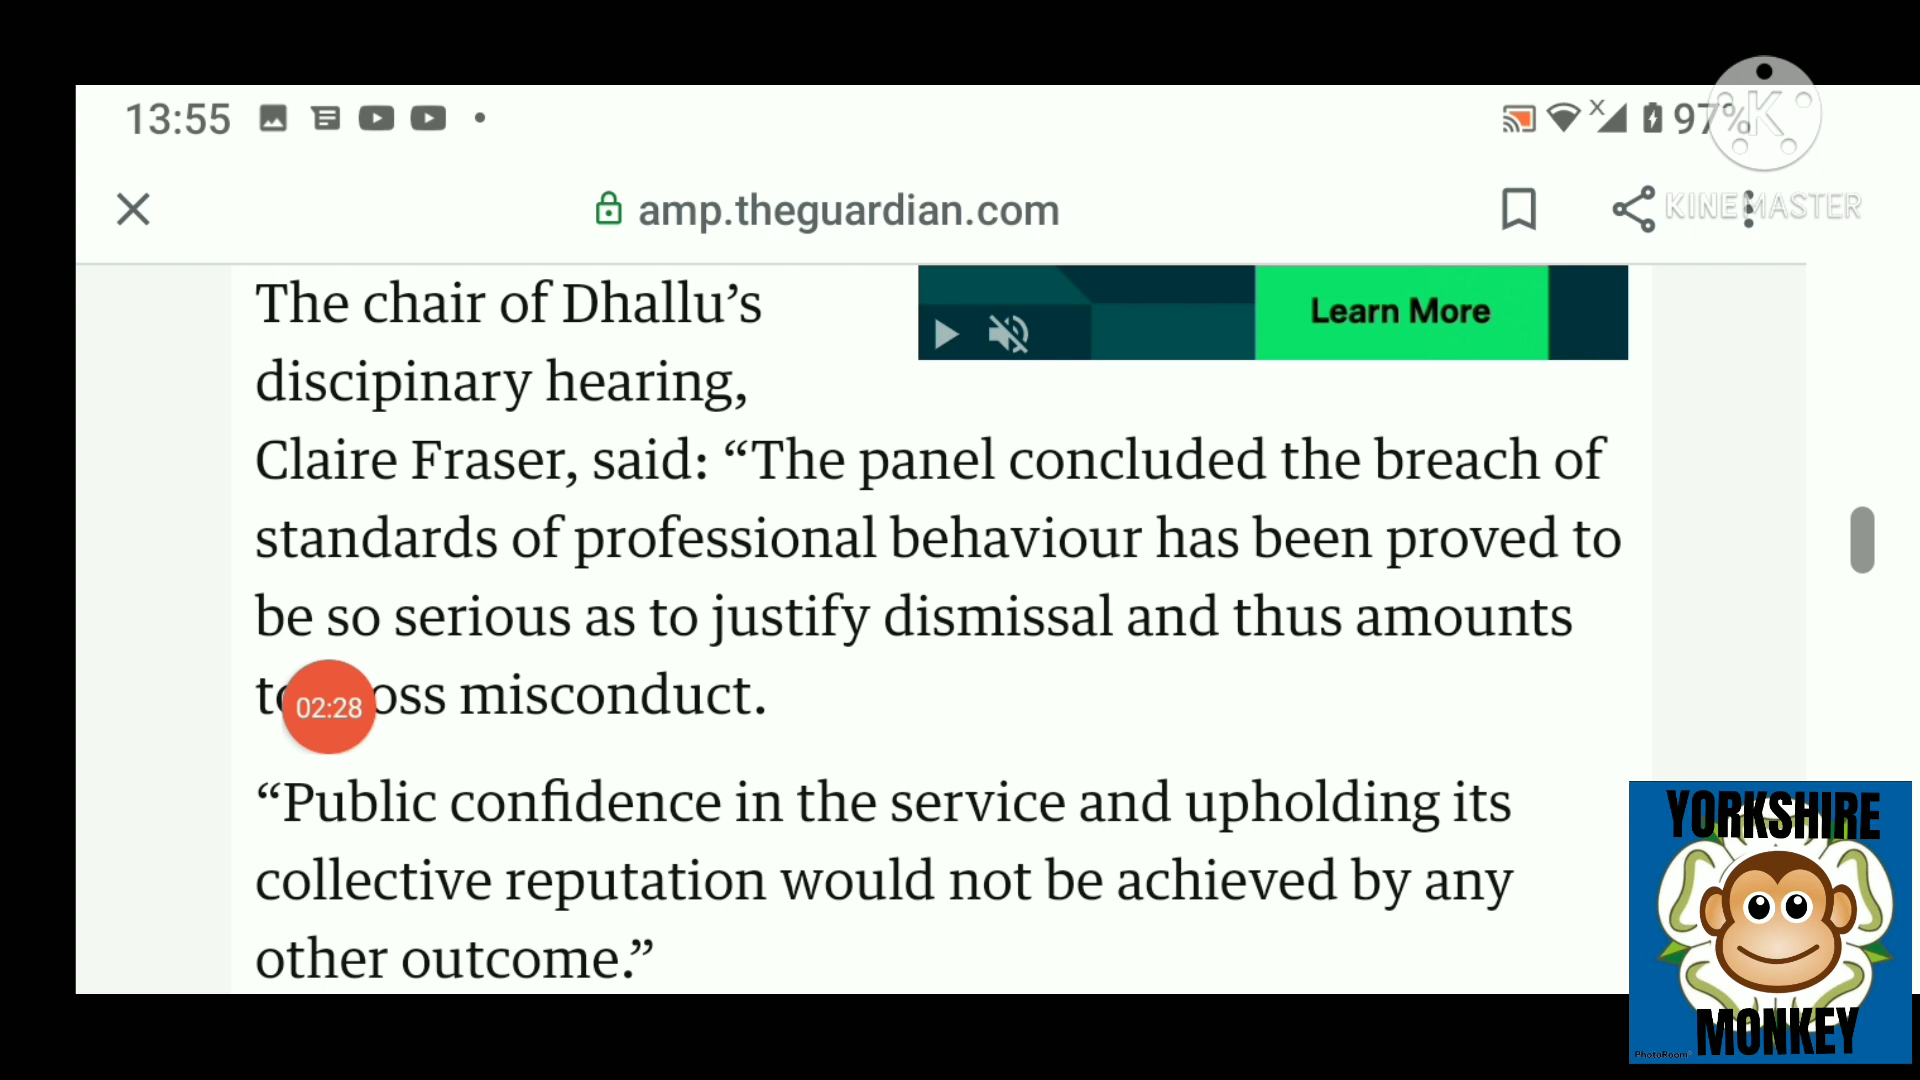 13:55
97%
K
KINEMASTER
amp.theguardian.com
The chair of Dhallu’s
discipinary hearing,
Learn More
Claire Fraser, said: “The panel concluded the breach of
standards of professional behaviour has been proved to
be so serious as to justify dismissal and thus amounts
oss misconduct.
02:28
“Public confidence in the service and upholding its
collective reputation would not be achieved by any
other outcome.”
YORKSHIRE
MONKEY
PhotoRoom